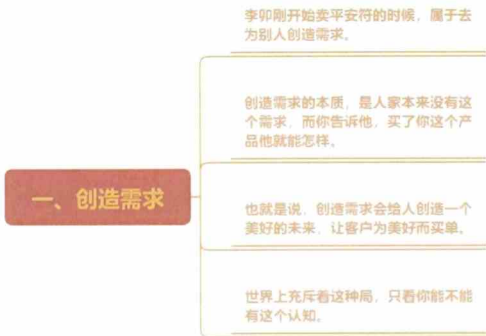 李卯刚开始卖平安符的时候，属于去
为别人创造需求。
创造需求的本质，是人家本来没有这
个需求，而你告诉他，买了你这个产
品他就能怎样。
一、创造需求
也就是说，创造需求会给人创造一个
美好的未来，让客户为美好而买单。
世界上充斥着这种局，只看你能不能
有这个认知。